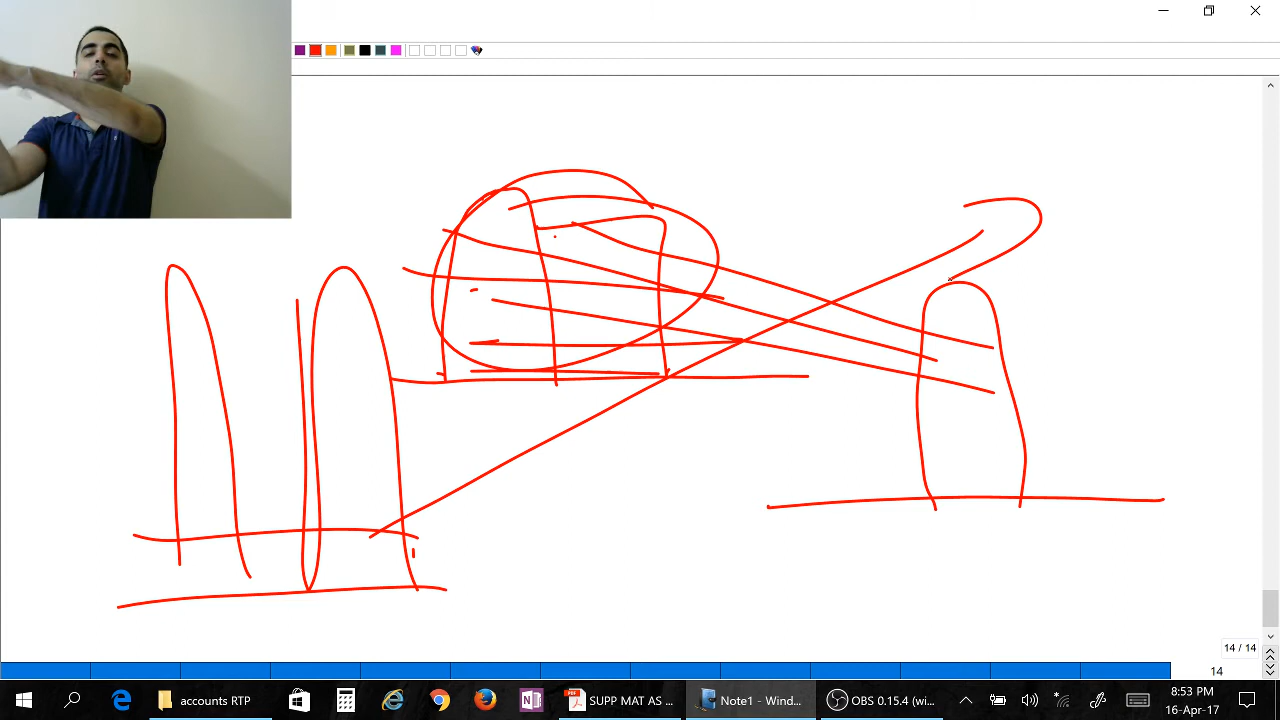 14 / 14
14
accounts RTP
SUPP MAT AS ...
Note1 - Wind...
OBS 0.15.4 (wi...
8:53 PM
16-Apr-17